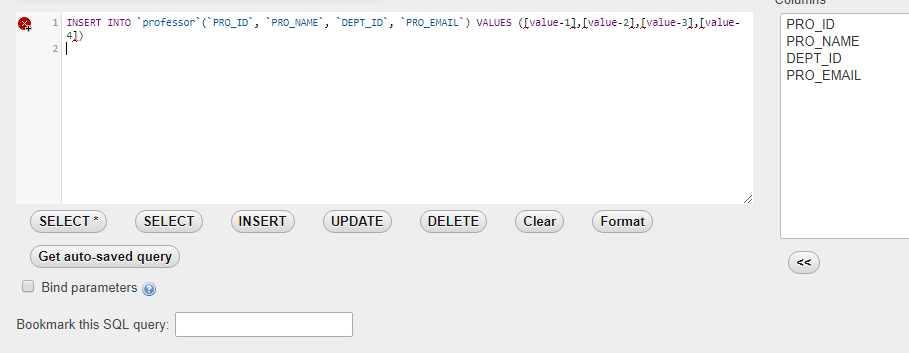 Columns
1 INSERT INTO `professor`(`PRO_ID`, `PRO_NAME`, `DEPT_ID`, `PRO_EMAIL`) VALUES ([value-1],[value-2],[value-3],[value-
4])
2
PRO_ID
PRO_NAME
DEPT_ID
PRO_EMAIL
SELECT * SELECT INSERT UPDATE DELETE Clear Format
Get auto-saved query
<<
Bind parameters
Bookmark this SQL query: